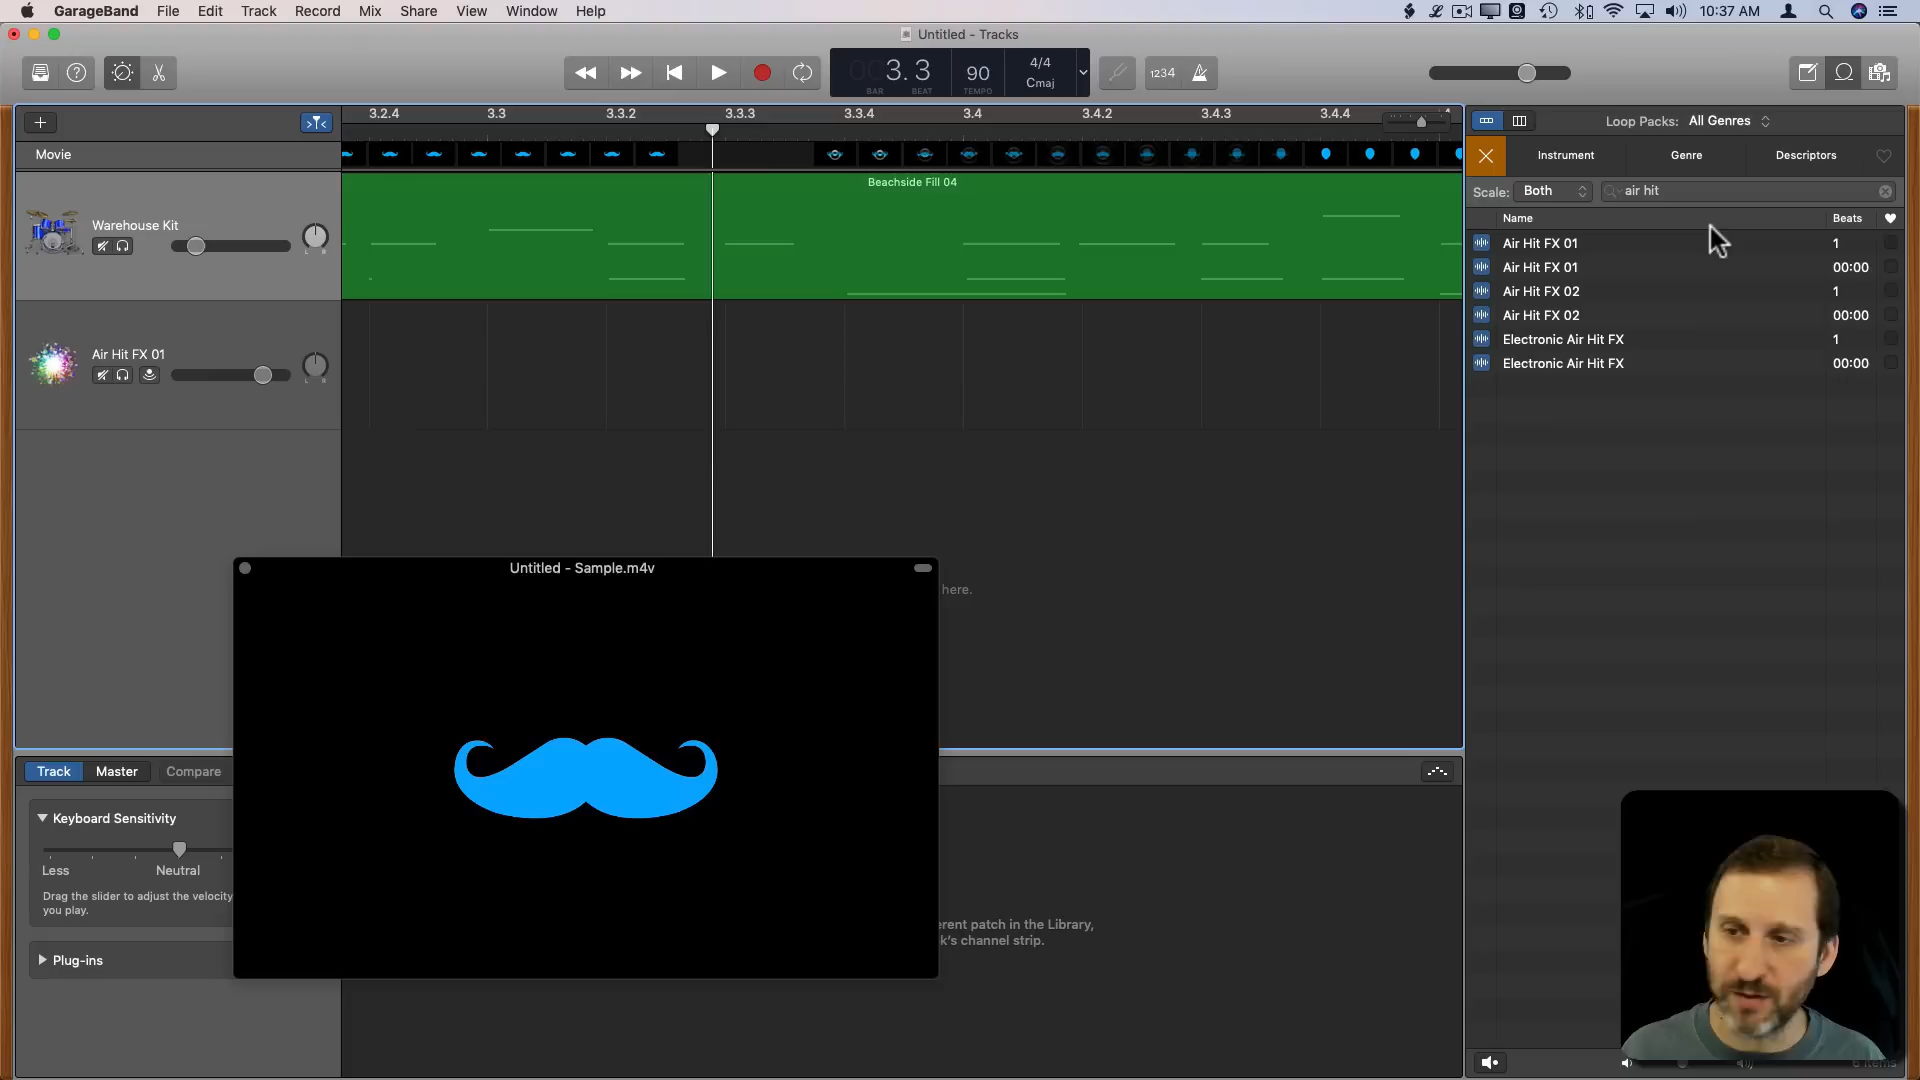 GarageBand File Edit Track Record Mix Share View Window Help 10:37 AM
Untitled - Tracks
3. 3 90 4/4 1234
Cmaj
BAR BEAT TEMPO
3.2.4 3.3 3.3.2 3.3.3 3.3.4 3.4 3.4.2 3.4.3 3.4.4
Loop Packs: All Genres
Movie
Instrument Genre Descriptors
Beachside Fill 04
Scale: Both air hit
Name Beats
Warehouse Kit
L R
Air Hit FX 01 1
Air Hit FX 01 00:00
Air Hit FX 02 1
Air Hit FX 02 00:00
Electronic Air Hit FX 1
Electronic Air Hit FX 00:00
Air Hit FX 01
L R
Untitled - Sample.m4v
here.
Track Master Compare
Keyboard Sensitivity
Less Neutral
Drag the slider to adjust the velocity
you play.
erent patch in the Library,
k's channel strip.
Plug-ins
6 items